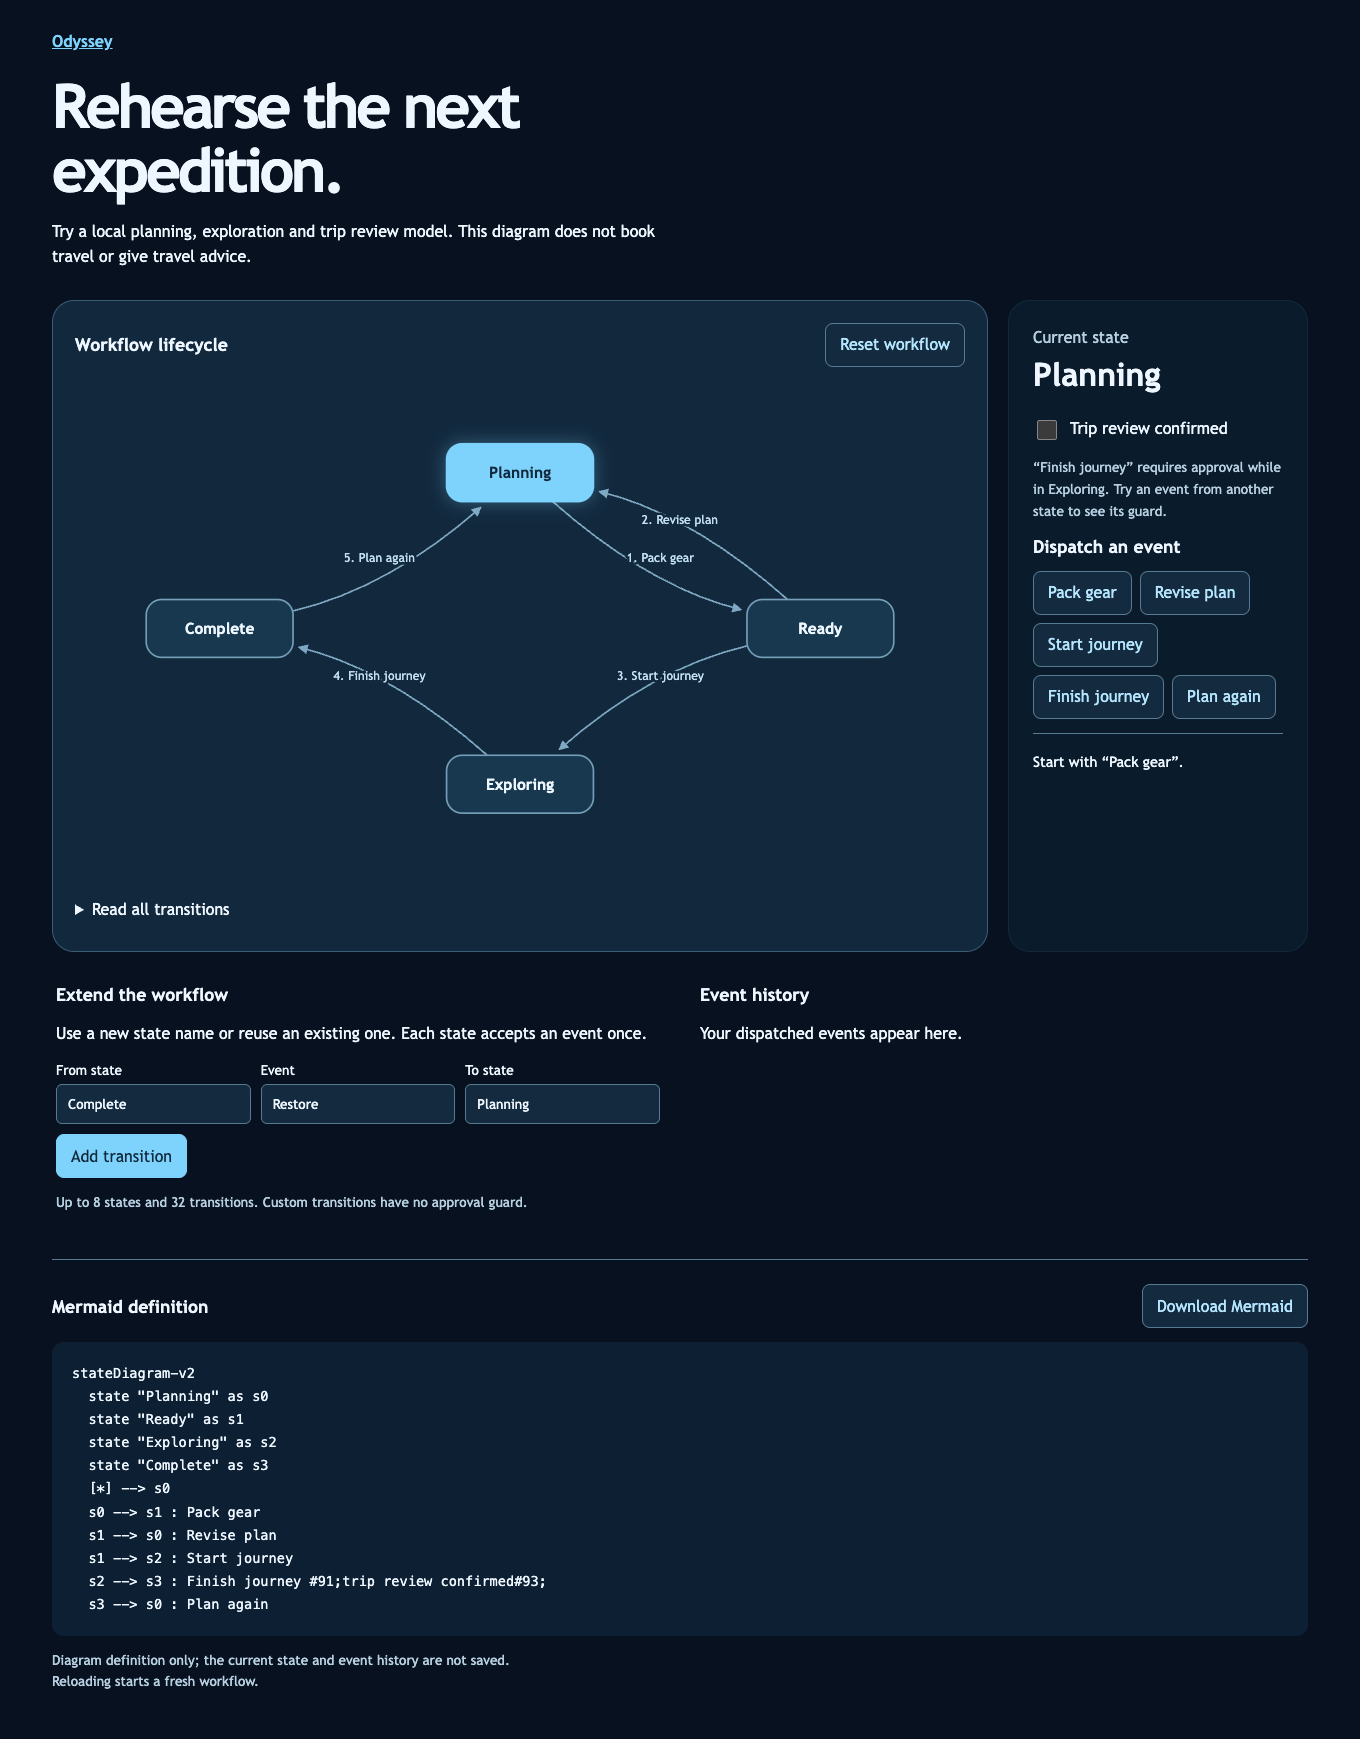 Odyssey
Rehearse the next
expedition.
Try a local planning, exploration and trip review model. This diagram does not book
travel or give travel advice.
Workflow lifecycle
Reset workflow
Planning
2. Revise plan
5. Plan again
1. Pack gear
Complete
Ready
4. Finish journey
3. Start journey
Exploring
Read all transitions
Current state
Planning
Trip review confirmed
“Finish journey” requires approval while
in Exploring. Try an event from another
state to see its guard.
Dispatch an event
Pack gear
Revise plan
Start journey
Finish journey
Plan again
Start with “Pack gear”.
Extend the workflow
Use a new state name or reuse an existing one. Each state accepts an event once.
From state
Event
To state
Complete
Restore
Planning
Add transition
Up to 8 states and 32 transitions. Custom transitions have no approval guard.
Event history
Your dispatched events appear here.
Mermaid definition
Download Mermaid
stateDiagram-v2
  state "Planning" as s0
  state "Ready" as s1
  state "Exploring" as s2
  state "Complete" as s3
  [*] --> s0
  s0 --> s1 : Pack gear
  s1 --> s0 : Revise plan
  s1 --> s2 : Start journey
  s2 --> s3 : Finish journey #91;trip review confirmed#93;
  s3 --> s0 : Plan again
Diagram definition only; the current state and event history are not saved.
Reloading starts a fresh workflow.